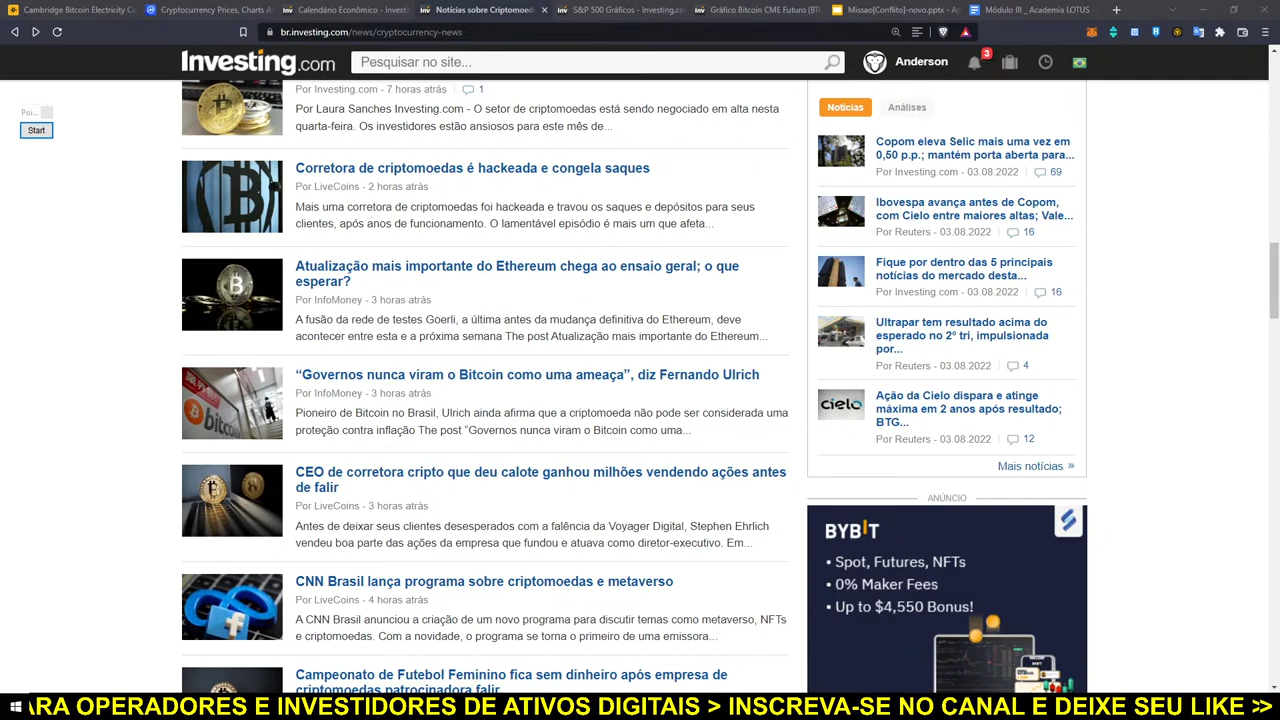 Cambridge Bitcoin Electricity Co
Cryptocurrency Prices, Charts A
Calendário Econômico - Investi
Notícias sobre Criptomoed
S&P 500 Gráficos - Investing.co
Gráfico Bitcoin CME Future (BT
Missao[Conflito]-novo.pptx - A
Módulo III _ Academia LOTUS -
br.investing.com/news/cryptocurrency-news
Investing.com
Pesquisar no site...
Anderson
3
Poi...
Start
Por Investing.com - 7 horas atrás
1
Por Laura Sanches Investing.com - O setor de criptomoedas está sendo negociado em alta nesta
quarta-feira. Os investidores estão ansiosos para este mês de...
Corretora de criptomoedas é hackeada e congela saques
Por LiveCoins - 2 horas atrás
Mais uma corretora de criptomoedas foi hackeada e travou os saques e depósitos para seus
clientes, após anos de funcionamento. O lamentável episódio é mais um que afeta...
Atualização mais importante do Ethereum chega ao ensaio geral; o que
esperar?
Por InfoMoney - 3 horas atrás
A fusão da rede de testes Goerli, a última antes da mudança definitiva do Ethereum, deve
acontecer entre esta e a próxima semana The post Atualização mais importante do Ethereum...
“Governos nunca viram o Bitcoin como uma ameaça”, diz Fernando Ulrich
Por InfoMoney - 3 horas atrás
Pioneiro de Bitcoin no Brasil, Ulrich ainda afirma que a criptomoeda não pode ser considerada uma
proteção contra inflação The post “Governos nunca viram o Bitcoin como uma...
CEO de corretora cripto que deu calote ganhou milhões vendendo ações antes
de falir
Por LiveCoins - 3 horas atrás
Antes de deixar seus clientes desesperados com a falência da Voyager Digital, Stephen Ehrlich
vendeu boa parte das ações da empresa que fundou e atuava como diretor-executivo. Em...
CNN Brasil lança programa sobre criptomoedas e metaverso
Por LiveCoins - 4 horas atrás
A CNN Brasil anunciou a criação de um novo programa para discutir temas como metaverso, NFTs
e criptomoedas. Com a novidade, o programa se torna o primeiro de uma emissora...
Campeonato de Futebol Feminino fica sem dinheiro após empresa de
criptomoedas patrocinadora falir
Notícias
Análises
Copom eleva Selic mais uma vez em
0,50 p.p.; mantém porta aberta para...
Por Investing.com - 03.08.2022
69
Ibovespa avança antes de Copom,
com Cielo entre maiores altas; Vale...
Por Reuters - 03.08.2022
16
Fique por dentro das 5 principais
notícias do mercado desta...
Por Investing.com - 03.08.2022
16
Ultrapar tem resultado acima do
esperado no 2º tri, impulsionada
por...
Por Reuters - 03.08.2022
4
cielo
Ação da Cielo dispara e atinge
máxima em 2 anos após resultado;
BTG...
Por Reuters - 03.08.2022
12
Mais notícias »
ANÚNCIO
BYBIT
• Spot, Futures, NFTs
• 0% Maker Fees
• Up to $4,550 Bonus!
ARA OPERADORES E INVESTIDORES DE ATIVOS DIGITAIS > INSCREVA-SE NO CANAL E DEIXE SEU LIKE >>